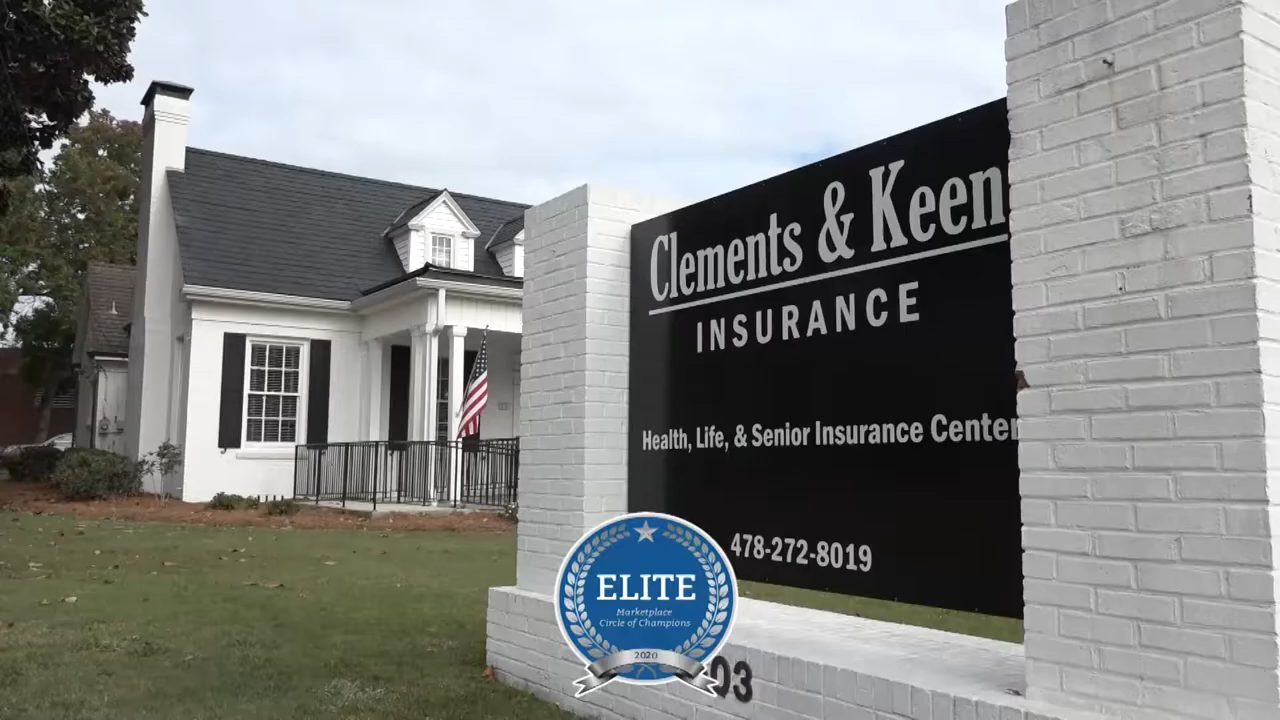 Clements & Keen
INSURANCE
Health, Life, & Senior Insurance Center
478-272-8019
ELITE
Marketplace
Circle of Champions
2020
03